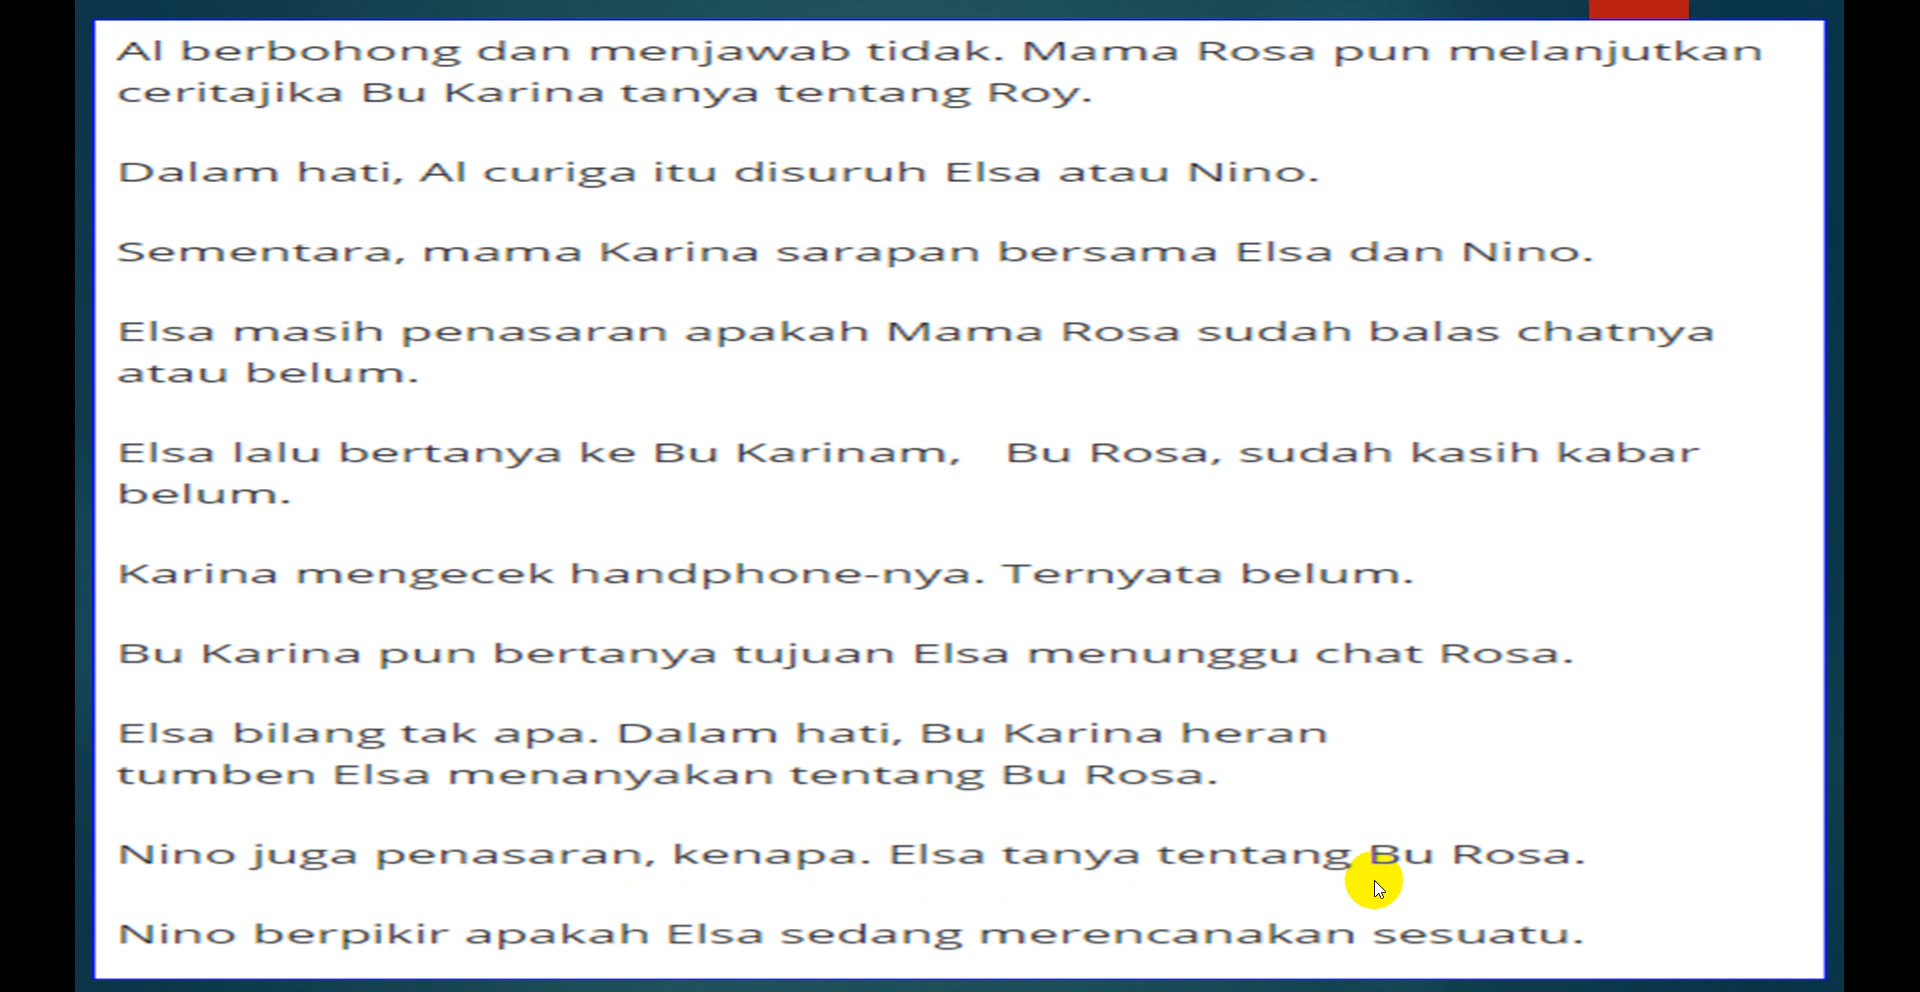 Al berbohong dan menjawab tidak. Mama Rosa pun melanjutkan
ceritajika Bu Karina tanya tentang Roy.
Dalam hati, Al curiga itu disuruh Elsa atau Nino.
Sementara, mama Karina sarapan bersama Elsa dan Nino.
Elsa masih penasaran apakah Mama Rosa sudah balas chatnya
atau belum.
Elsa lalu bertanya ke Bu Karinam, Bu Rosa, sudah kasih kabar
belum.
Karina mengecek handphone-nya. Ternyata belum.
Bu Karina pun bertanya tujuan Elsa menunggu chat Rosa.
Elsa bilang tak apa. Dalam hati, Bu Karina heran
tumben Elsa menanyakan tentang Bu Rosa.
Nino juga penasaran, kenapa. Elsa tanya tentang Bu Rosa.
Nino berpikir apakah Elsa sedang merencanakan sesuatu.